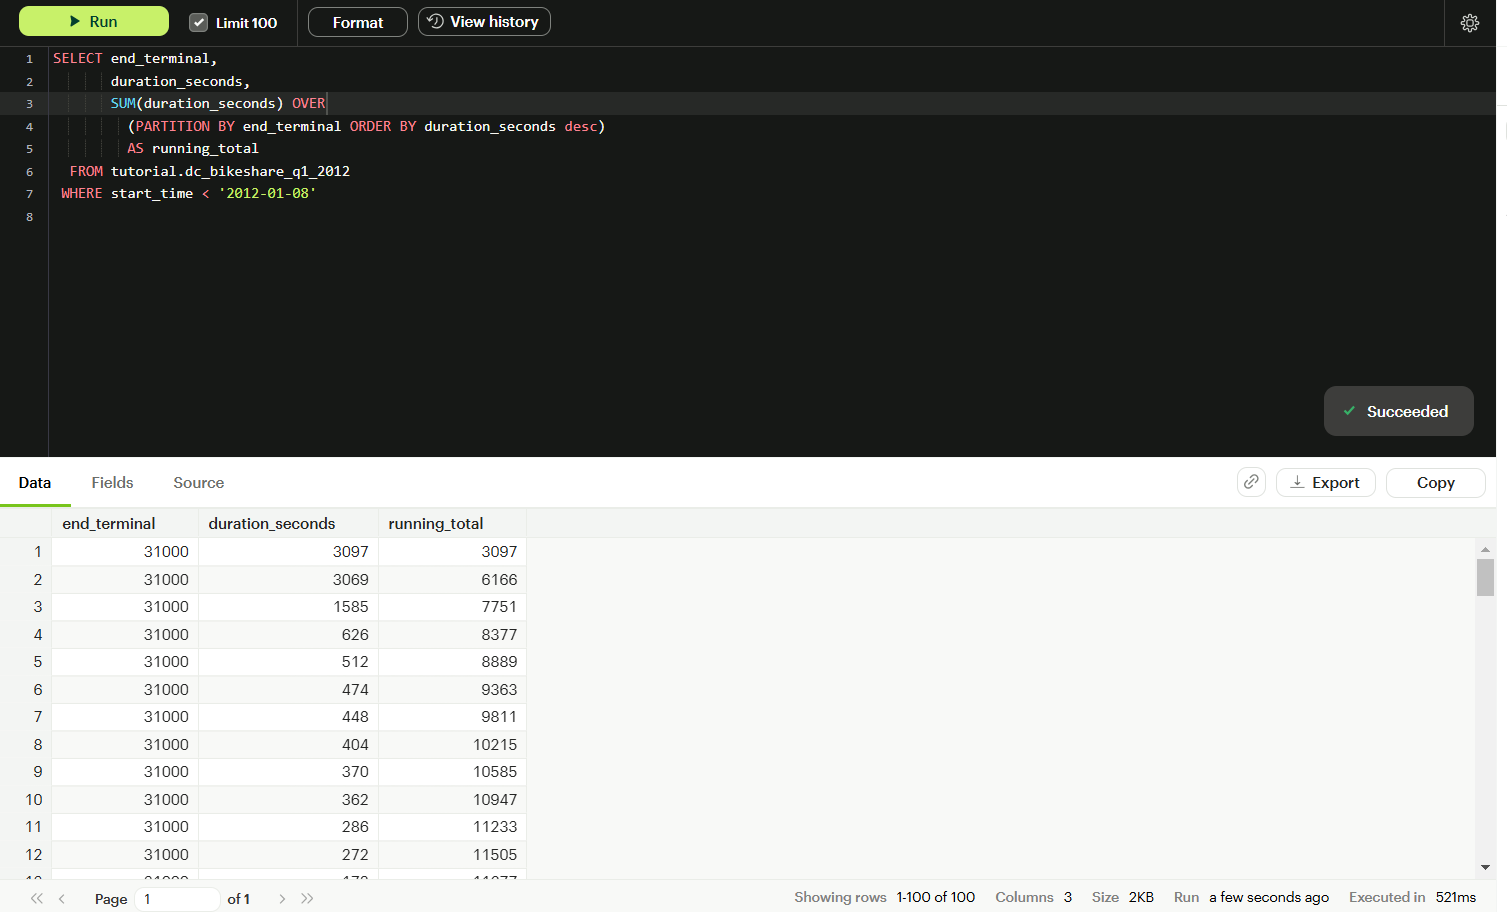 Run Limit 100 Format View history
1 SELECT end_terminal,
2 duration_seconds,
3 SUM(duration_seconds) OVER
4 (PARTITION BY end_terminal ORDER BY duration_seconds desc)
5 AS running_total
6 FROM tutorial.dc_bikeshare_q1_2012
7 WHERE start_time < '2012-01-08'
8
Succeeded
Data Fields Source Export Copy
end_terminal duration_seconds running_total
1 31000 3097 3097
2 31000 3069 6166
3 31000 1585 7751
4 31000 626 8377
5 31000 512 8889
6 31000 474 9363
7 31000 448 9811
8 31000 404 10215
9 31000 370 10585
10 31000 362 10947
11 31000 286 11233
12 31000 272 11505
Page 1 of 1 Showing rows 1-100 of 100 Columns 3 Size 2KB Run a few seconds ago Executed in 521ms